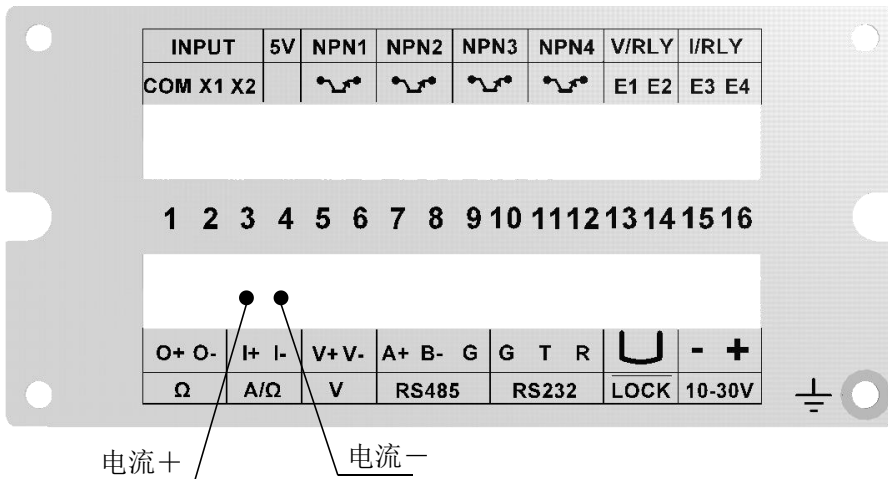 INPUT 5V NPN1 NPN2 NPN3 NPN4 V/RLY I/RLY
COM X1 X2 E1 E2 E3 E4
1 2 3 4 5 6 7 8 9 10 11 12 13 14 15 16
O+ O- I+ I- V+ V- A+ B- G G T R - +
Ω A/Ω V RS485 RS232 LOCK 10-30V
电流＋ 电流－